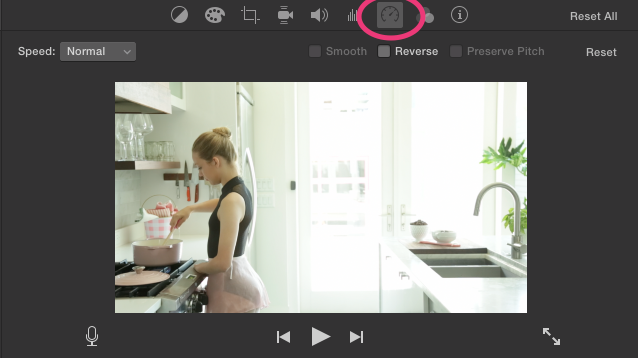 Reset All
Speed: Normal Smooth Reverse Preserve Pitch Reset